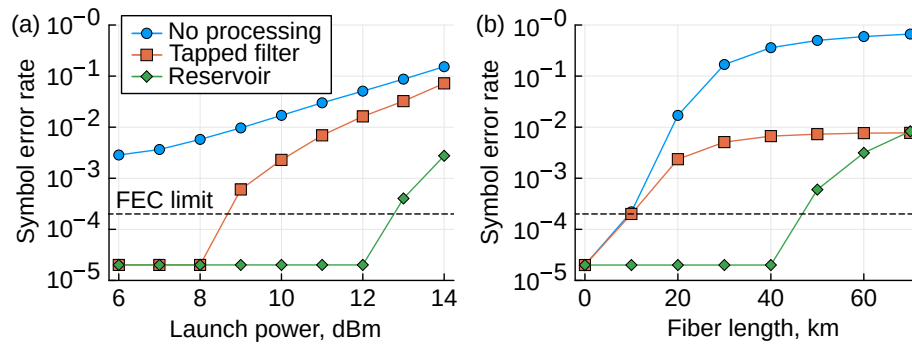 (a)
No processing
Tapped filter
Reservoir
FEC limit
10⁻⁰
10⁻¹
10⁻²
10⁻³
10⁻⁴
10⁻⁵
Symbol error rate
6 8 10 12 14
Launch power, dBm
(b)
10⁻⁰
10⁻¹
10⁻²
10⁻³
10⁻⁴
10⁻⁵
Symbol error rate
0 20 40 60
Fiber length, km